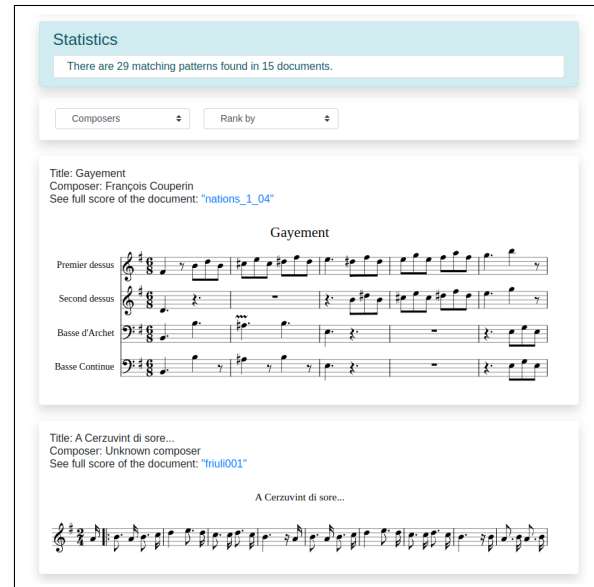 Statistics
There are 29 matching patterns found in 15 documents.
Composers Rank by
Title: Gayement
Composer: François Couperin
See full score of the document: "nations_1_04"
Gayement
Premier dessus
Second dessus
Basse d'Archet
Basse Continue
Title: A Cerzuvint di sore...
Composer: Unknown composer
See full score of the document: "friuli001"
A Cerzuvint di sore...